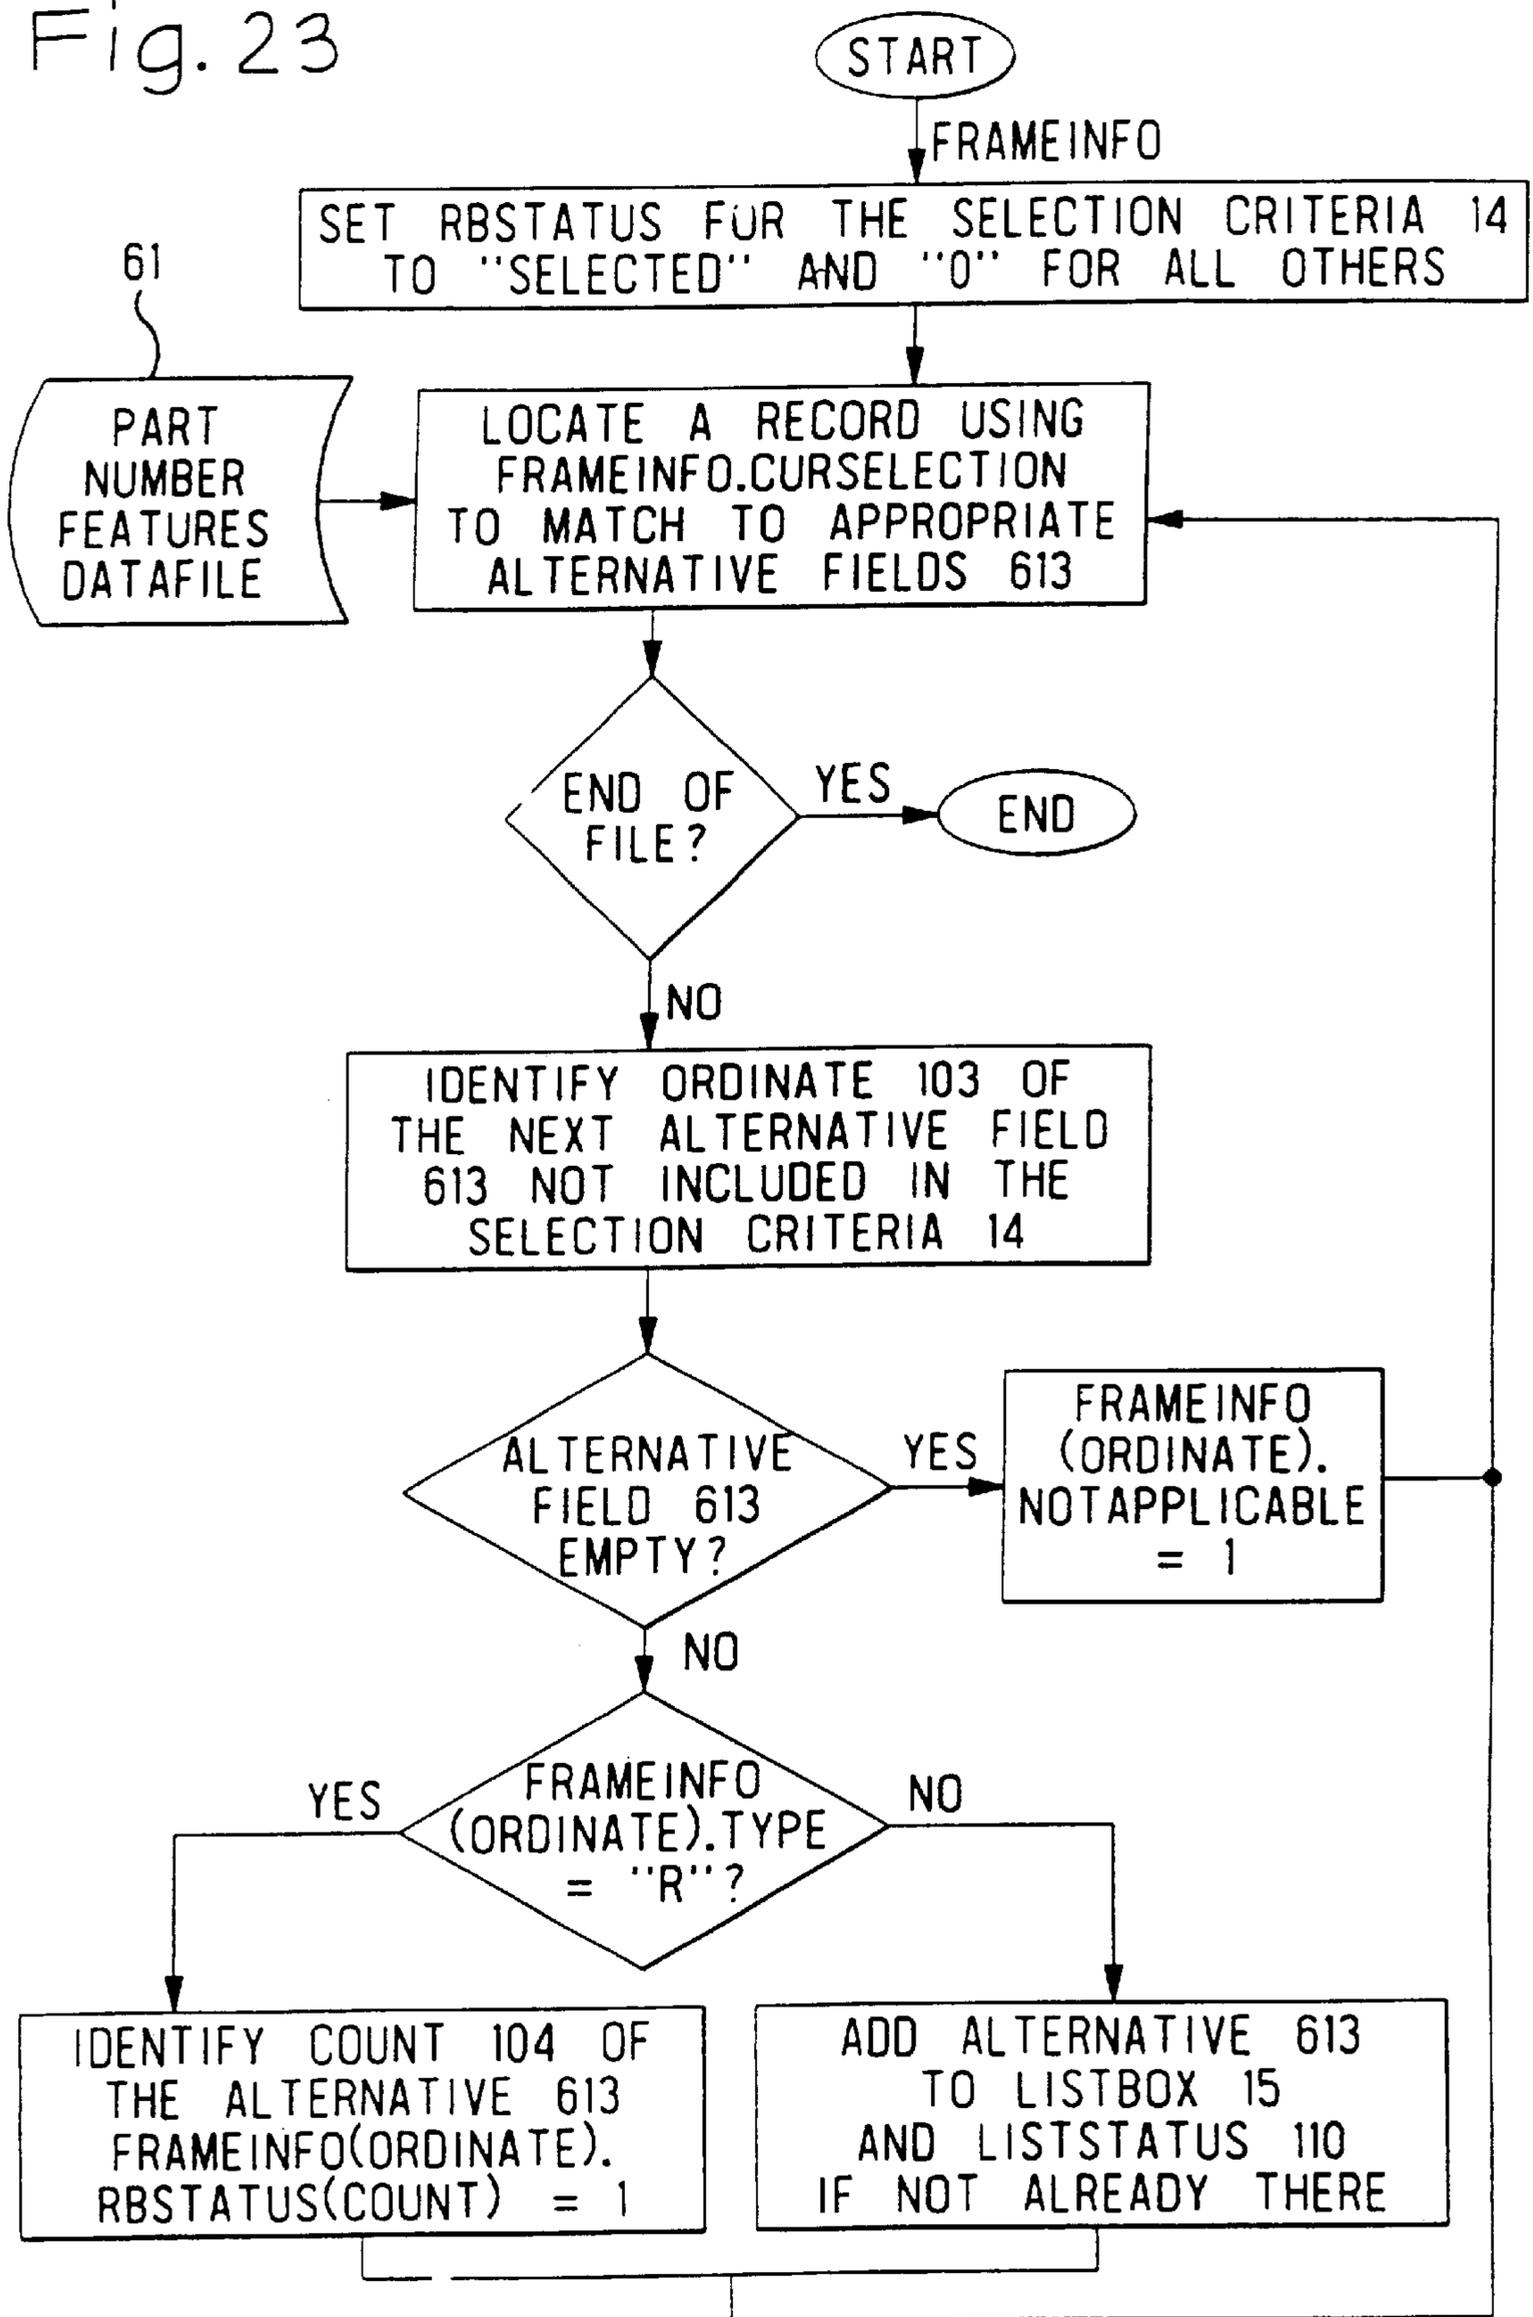 Fig. 23
START
FRAMEINFO
SET RBSTATUS FOR THE SELECTION CRITERIA 14
TO "SELECTED" AND "0" FOR ALL OTHERS
61
PART
NUMBER
FEATURES
DATAFILE
LOCATE A RECORD USING
FRAMEINFO.CURSELECTION
TO MATCH TO APPROPRIATE
ALTERNATIVE FIELDS 613
END OF
FILE?
YES
END
NO
IDENTIFY ORDINATE 103 OF
THE NEXT ALTERNATIVE FIELD
613 NOT INCLUDED IN THE
SELECTION CRITERIA 14
ALTERNATIVE
FIELD 613
EMPTY?
YES
FRAMEINFO
(ORDINATE).
NOTAPPLICABLE
= 1
NO
FRAMEINFO
(ORDINATE).TYPE
= "R"?
YES
NO
IDENTIFY COUNT 104 OF
THE ALTERNATIVE 613
FRAMEINFO(ORDINATE).
RBSTATUS(COUNT) = 1
ADD ALTERNATIVE 613
TO LISTBOX 15
AND LISTSTATUS 110
IF NOT ALREADY THERE